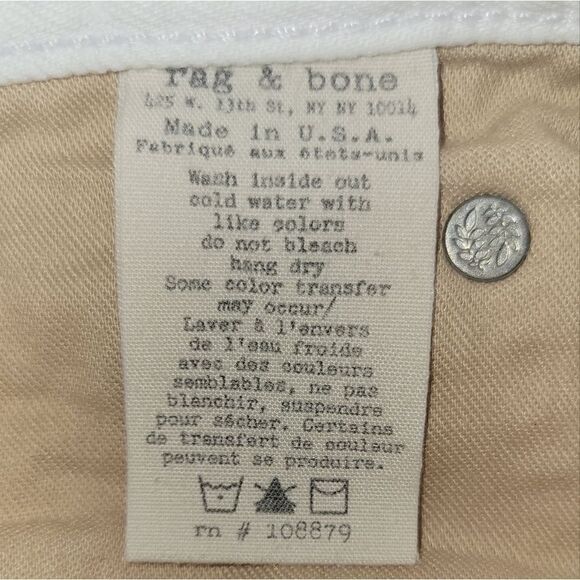 rag & bone
425 W. 13th St, NY NY 10014
Made in U.S.A.
Fabriqué aux états-unis
Wash inside out
cold water with
like colors
do not bleach
hang dry
Some color transfer
may occur/
Laver à l'envers
de l'eau froide
avec des couleurs
semblables, ne pas
blanchir, suspendre
pour sécher. Certains
de transfert de couleur
peuvent se produire.
rn # 108879